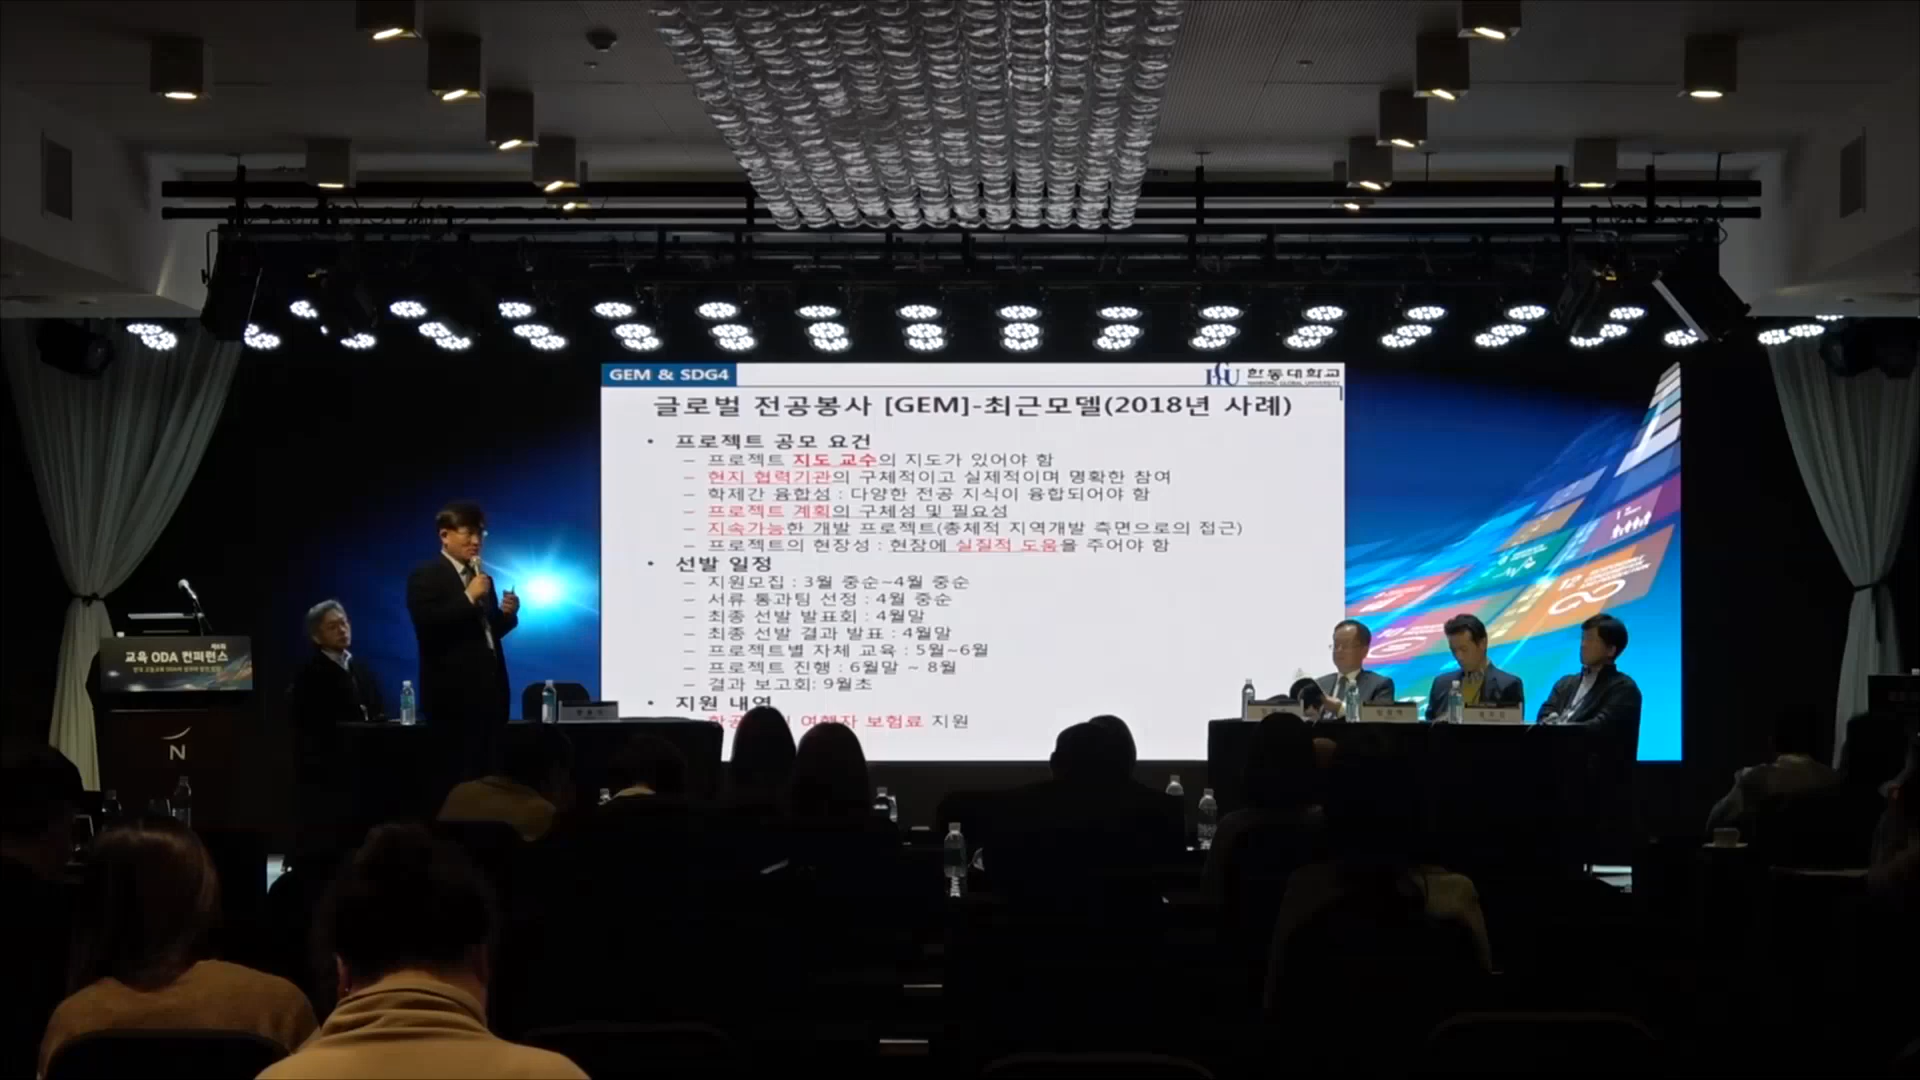 GEM & SDG4
한동대학교
HANDONG GLOBAL UNIVERSITY
글로벌 전공봉사 [GEM]-최근모델(2018년 사례)
• 프로젝트 공모 요건
– 프로젝트 지도 교수의 지도가 있어야 함
– 현지 협력기관의 구체적이고 실제적이며 명확한 참여
– 학제간 융합성 : 다양한 전공 지식이 융합되어야 함
– 프로젝트 계획의 구체성 및 필요성
– 지속가능한 개발 프로젝트(총체적 지역개발 측면으로의 접근)
– 프로젝트의 현장성 : 현장에 실질적 도움을 주어야 함
• 선발 일정
– 지원모집 : 3월 중순~4월 중순
– 서류 통과팀 선정 : 4월 중순
– 최종 선발 발표회 : 4월말
– 최종 선발 결과 발표 : 4월말
– 프로젝트별 자체 교육 : 5월~6월
– 프로젝트 진행 : 6월말 ~ 8월
– 결과 보고회: 9월초
• 지원 내역
여행자 보험료 지원
교육 ODA 컨퍼런스
N
1
12